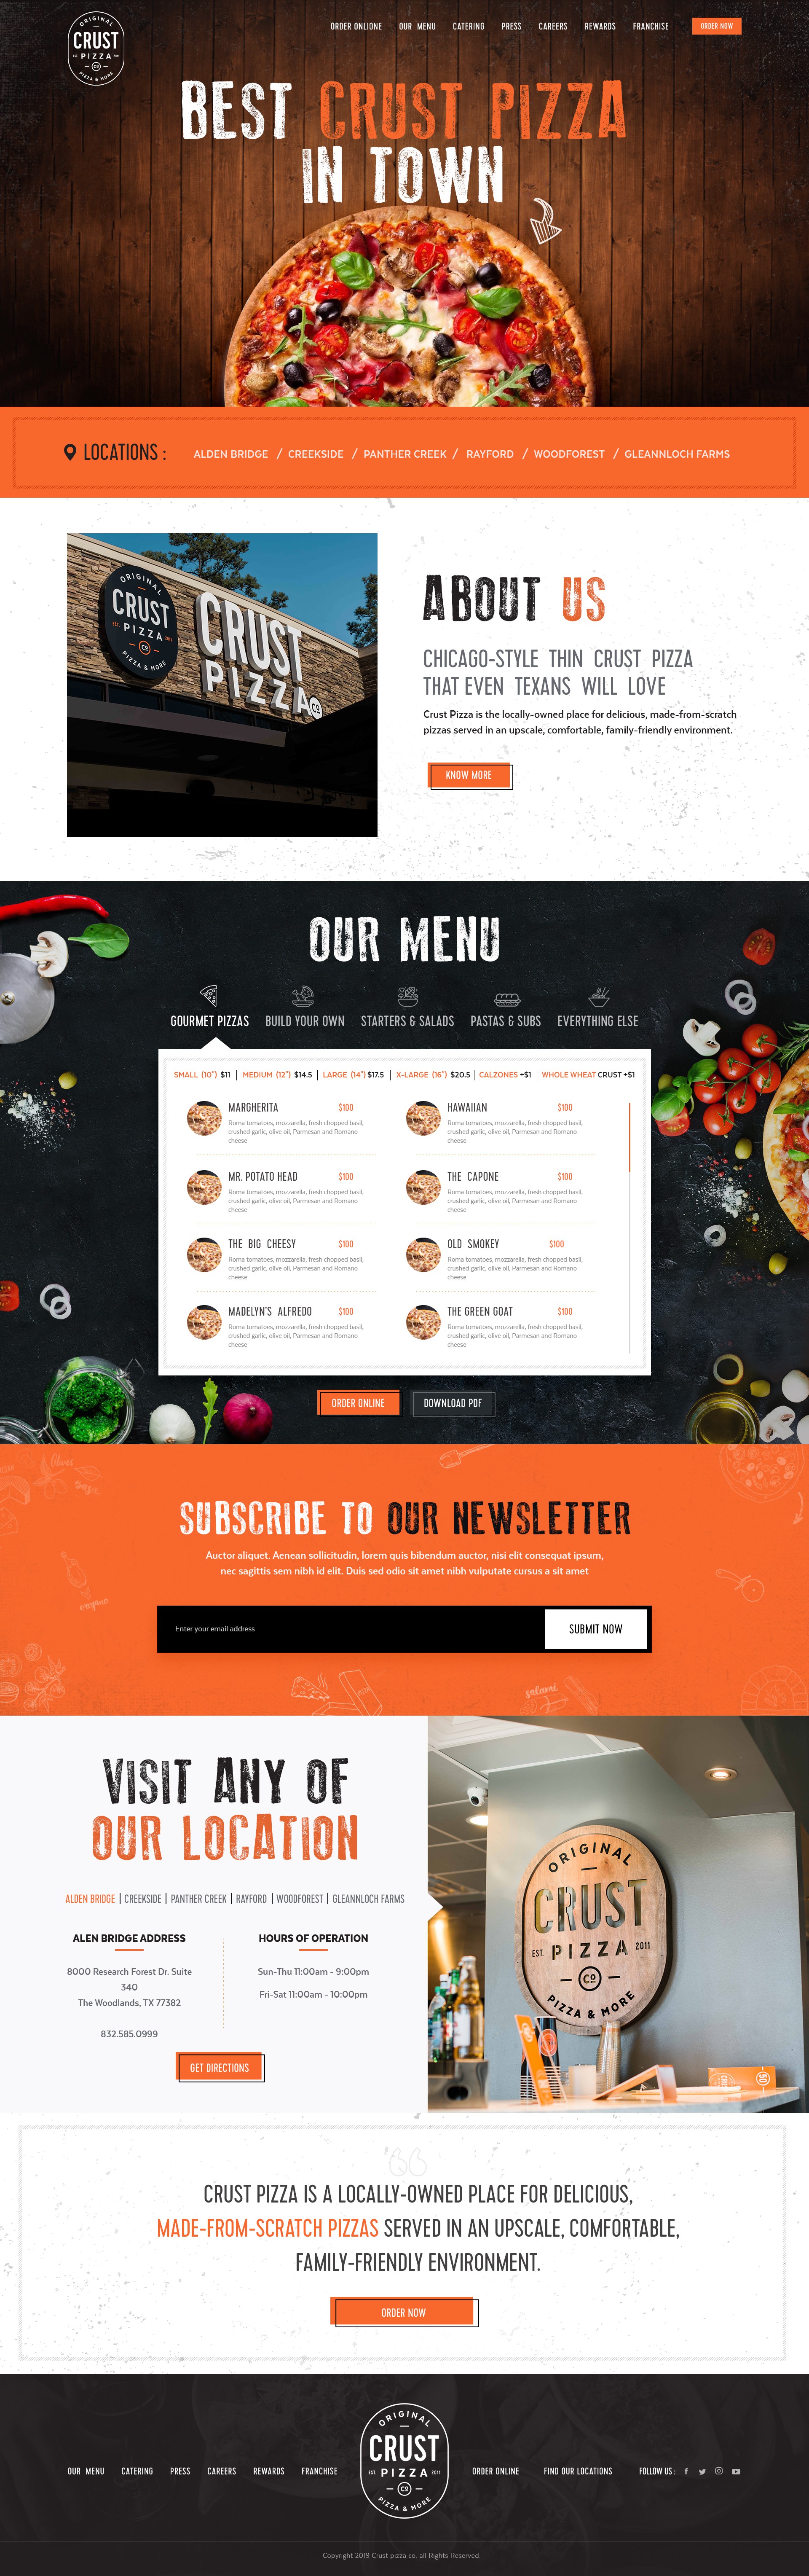 ORIGINAL
CRUST
EST. PIZZA 2011
CO
PIZZA & MORE
ORDER ONLIONE OUR MENU CATERING PRESS CAREERS REWARDS FRANCHISE ORDER NOW
BEST CRUST PIZZA
IN TOWN
LOCATIONS : ALDEN BRIDGE / CREEKSIDE / PANTHER CREEK / RAYFORD / WOODFOREST / GLEANNLOCH FARMS
ORIGINAL
CRUST
EST. PIZZA 2011
CO
PIZZA & MORE
CRUST
PIZZA
CO
ABOUT US
CHICAGO-STYLE THIN CRUST PIZZA
THAT EVEN TEXANS WILL LOVE
Crust Pizza is the locally-owned place for delicious, made-from-scratch
pizzas served in an upscale, comfortable, family-friendly environment.
KNOW MORE
OUR MENU
GOURMET PIZZAS BUILD YOUR OWN STARTERS & SALADS PASTAS & SUBS EVERYTHING ELSE
SMALL (10") $11 | MEDIUM (12") $14.5 | LARGE (14") $17.5 | X-LARGE (16") $20.5 | CALZONES +$1 | WHOLE WHEAT CRUST +$1
MARGHERITA $100
Roma tomatoes, mozzarella, fresh chopped basil,
crushed garlic, olive oil, Parmesan and Romano
cheese
HAWAIIAN $100
Roma tomatoes, mozzarella, fresh chopped basil,
crushed garlic, olive oil, Parmesan and Romano
cheese
MR. POTATO HEAD $100
Roma tomatoes, mozzarella, fresh chopped basil,
crushed garlic, olive oil, Parmesan and Romano
cheese
THE CAPONE $100
Roma tomatoes, mozzarella, fresh chopped basil,
crushed garlic, olive oil, Parmesan and Romano
cheese
THE BIG CHEESY $100
Roma tomatoes, mozzarella, fresh chopped basil,
crushed garlic, olive oil, Parmesan and Romano
cheese
OLD SMOKEY $100
Roma tomatoes, mozzarella, fresh chopped basil,
crushed garlic, olive oil, Parmesan and Romano
cheese
MADELYN'S ALFREDO $100
Roma tomatoes, mozzarella, fresh chopped basil,
crushed garlic, olive oil, Parmesan and Romano
cheese
THE GREEN GOAT $100
Roma tomatoes, mozzarella, fresh chopped basil,
crushed garlic, olive oil, Parmesan and Romano
cheese
ORDER ONLINE DOWNLOAD PDF
Olives
SUBSCRIBE TO OUR NEWSLETTER
Auctor aliquet. Aenean sollicitudin, lorem quis bibendum auctor, nisi elit consequat ipsum,
nec sagittis sem nibh id elit. Duis sed odio sit amet nibh vulputate cursus a sit amet
Enter your email address SUBMIT NOW
salami
VISIT ANY OF
OUR LOCATION
ALDEN BRIDGE | CREEKSIDE | PANTHER CREEK | RAYFORD | WOODFOREST | GLEANNLOCH FARMS
ALEN BRIDGE ADDRESS
8000 Research Forest Dr. Suite
340
The Woodlands, TX 77382
832.585.0999
HOURS OF OPERATION
Sun-Thu 11:00am - 9:00pm
Fri-Sat 11:00am - 10:00pm
GET DIRECTIONS
ORIGINAL
CRUST
EST. PIZZA 2011
CO
PIZZA & MORE
CRUST PIZZA IS A LOCALLY-OWNED PLACE FOR DELICIOUS,
MADE-FROM-SCRATCH PIZZAS SERVED IN AN UPSCALE, COMFORTABLE,
FAMILY-FRIENDLY ENVIRONMENT.
ORDER NOW
OUR MENU CATERING PRESS CAREERS REWARDS FRANCHISE
ORIGINAL
CRUST
EST. PIZZA 2011
CO
PIZZA & MORE
ORDER ONLINE FIND OUR LOCATIONS FOLLOW US :
Copyright 2019 Crust pizza co. all Rights Reserved.